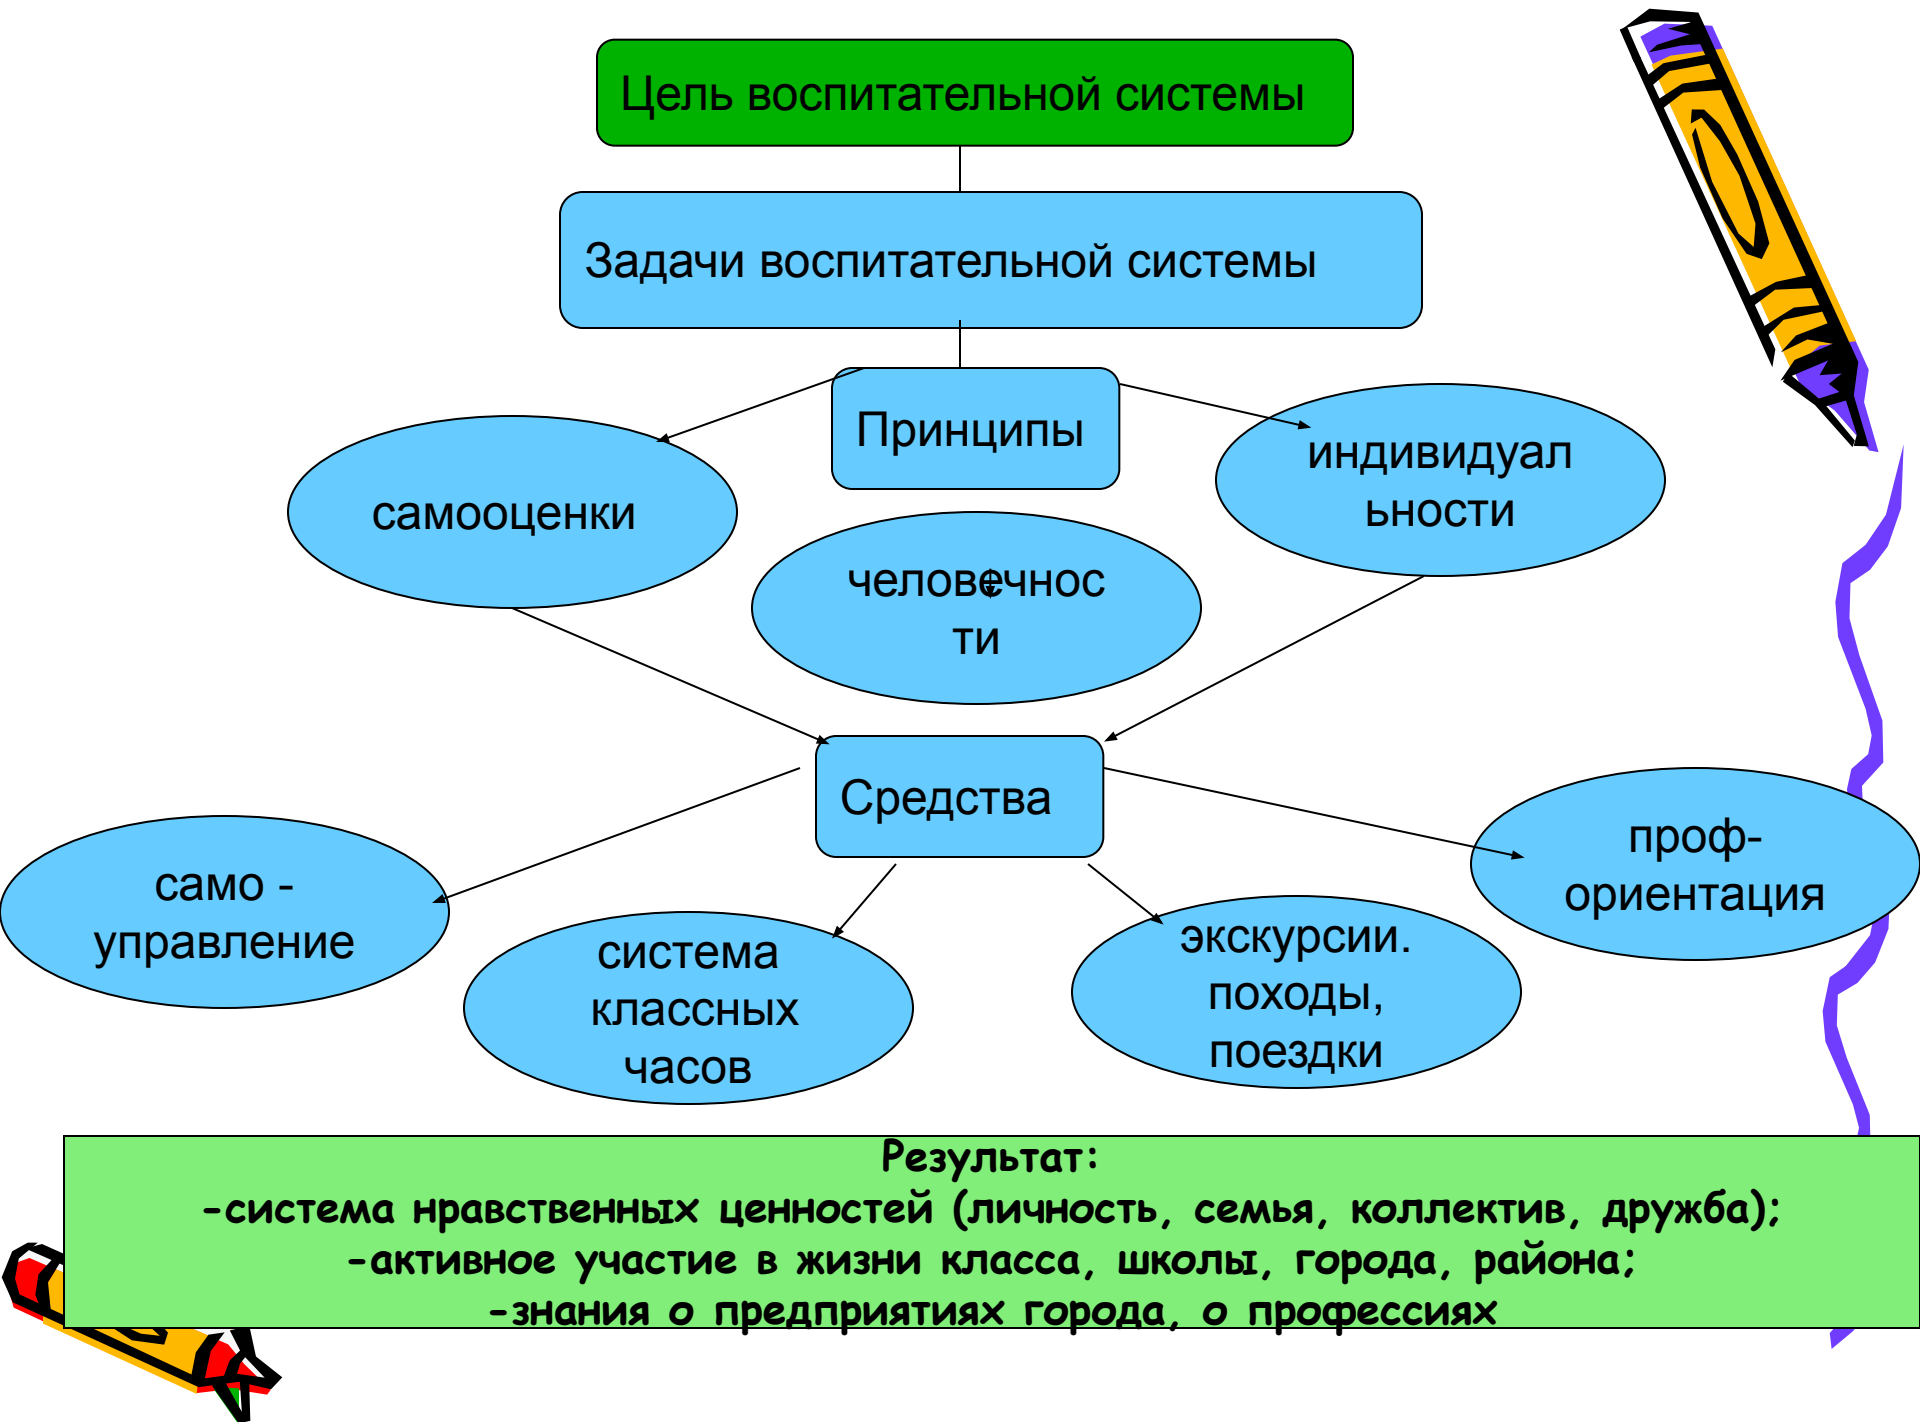 Цель воспитательной системы
Задачи воспитательной системы
Принципы
самооценки
индивидуал
ьности
человечнос
ти
Средства
само -
управление
система
классных
часов
экскурсии.
походы,
поездки
проф-
ориентация
Результат:
-система нравственных ценностей (личность, семья, коллектив, дружба);
-активное участие в жизни класса, школы, города, района;
-знания о предприятиях города, о профессиях